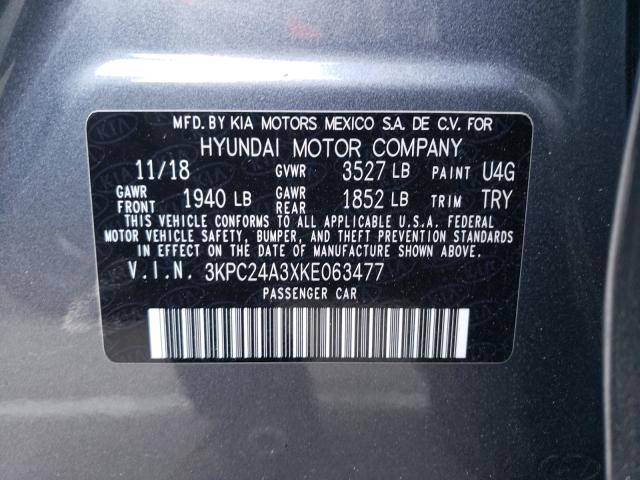 MFD. BY KIA MOTORS MEXICO S.A. DE C.V. FOR
HYUNDAI MOTOR COMPANY
11/18 GVWR 3527 LB PAINT U4G
GAWR FRONT 1940 LB GAWR REAR 1852 LB TRIM TRY
THIS VEHICLE CONFORMS TO ALL APPLICABLE U.S.A. FEDERAL
MOTOR VEHICLE SAFETY, BUMPER, AND THEFT PREVENTION STANDARDS
IN EFFECT ON THE DATE OF MANUFACTURE SHOWN ABOVE.
V.I.N. 3KPC24A3XKE063477
PASSENGER CAR